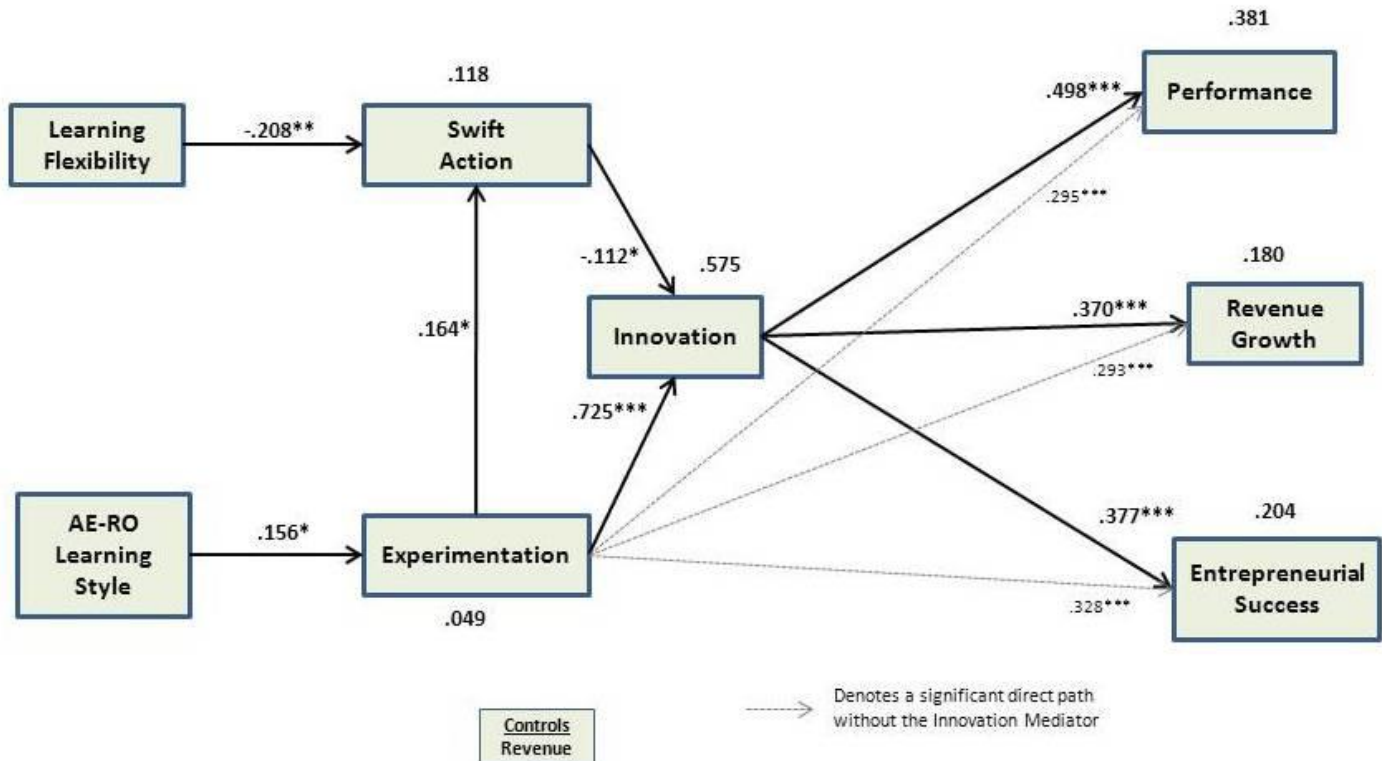 .381
.498***
Performance
.118
Learning
Flexibility
-.208**
Swift
Action
.295***
-.112*
.575
.180
.164*
Innovation
.370***
Revenue
Growth
.293***
.725***
AE-RO
Learning
Style
.156*
Experimentation
.049
.377***
.204
Entrepreneurial
Success
.328***
Controls
Revenue
Denotes a significant direct path
without the Innovation Mediator